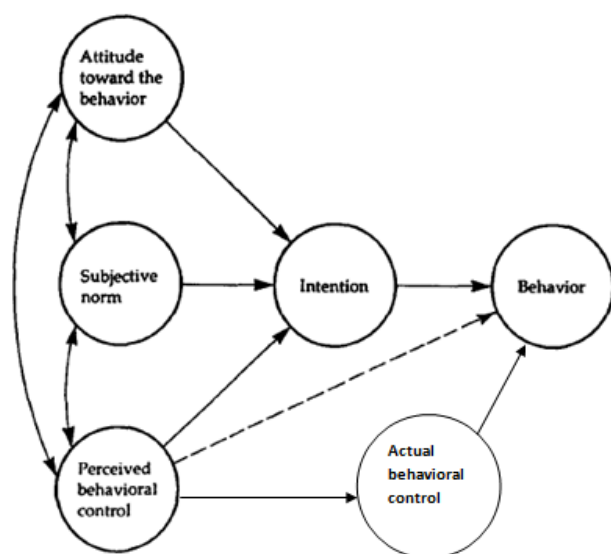 Attitude
toward the
behavior
Subjective
norm
Intention
Behavior
Perceived
behavioral
control
Actual
behavioral
control